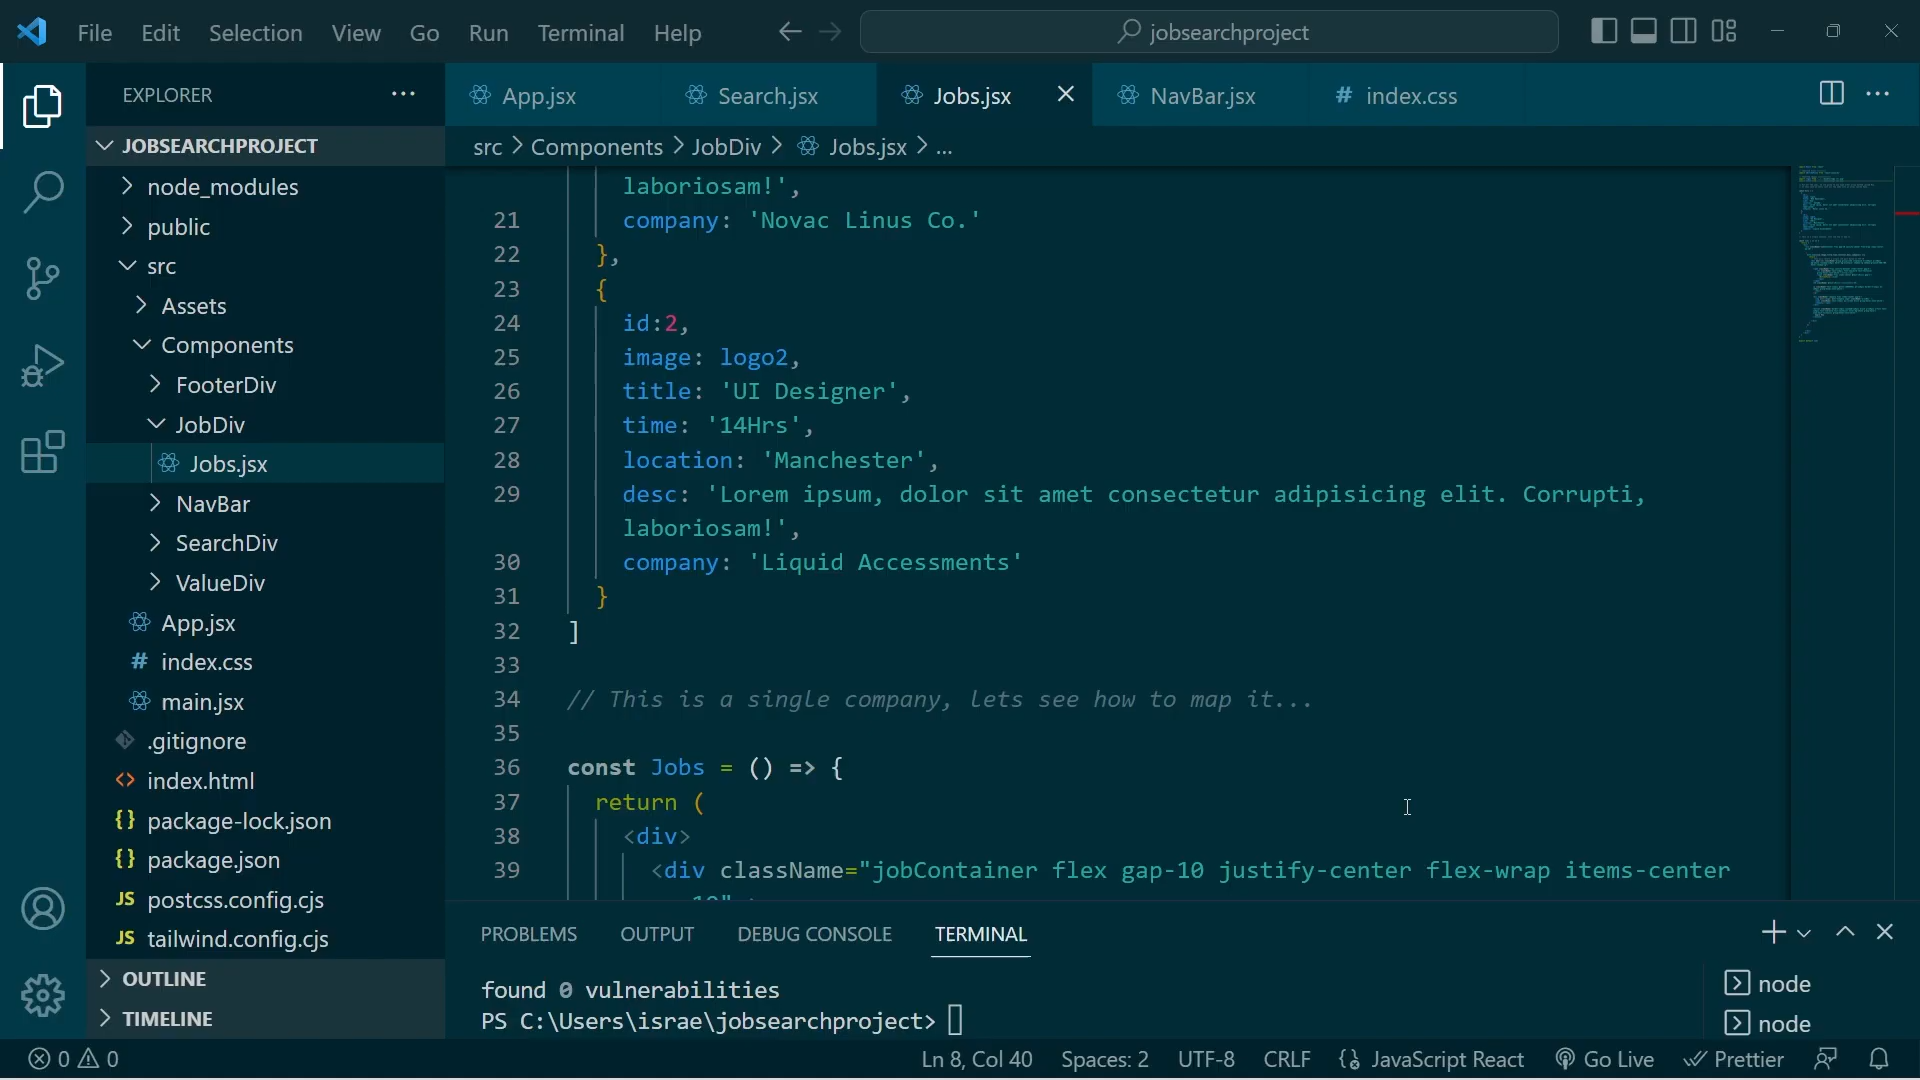 File Edit Selection View Go Run Terminal Help
jobsearchproject
EXPLORER
JOBSEARCHPROJECT
node_modules
public
src
Assets
Components
FooterDiv
JobDiv
Jobs.jsx
NavBar
SearchDiv
ValueDiv
App.jsx
# index.css
main.jsx
.gitignore
<> index.html
{} package-lock.json
{} package.json
JS postcss.config.cjs
JS tailwind.config.cjs
OUTLINE
TIMELINE
App.jsx Search.jsx Jobs.jsx NavBar.jsx # index.css
src > Components > JobDiv > Jobs.jsx > ...
laboriosam!',
21 company: 'Novac Linus Co.'
22 },
23 {
24 id:2,
25 image: logo2,
26 title: 'UI Designer',
27 time: '14Hrs',
28 location: 'Manchester',
29 desc: 'Lorem ipsum, dolor sit amet consectetur adipisicing elit. Corrupti,
laboriosam!',
30 company: 'Liquid Accessments'
31 }
32 ]
33
34 // This is a single company, lets see how to map it...
35
36 const Jobs = () => {
37 return (
38 <div>
39 <div className="jobContainer flex gap-10 justify-center flex-wrap items-center
PROBLEMS OUTPUT DEBUG CONSOLE TERMINAL
found 0 vulnerabilities
PS C:\Users\israe\jobsearchproject>
node
node
0 0 Ln 8, Col 40 Spaces: 2 UTF-8 CRLF JavaScript React Go Live Prettier